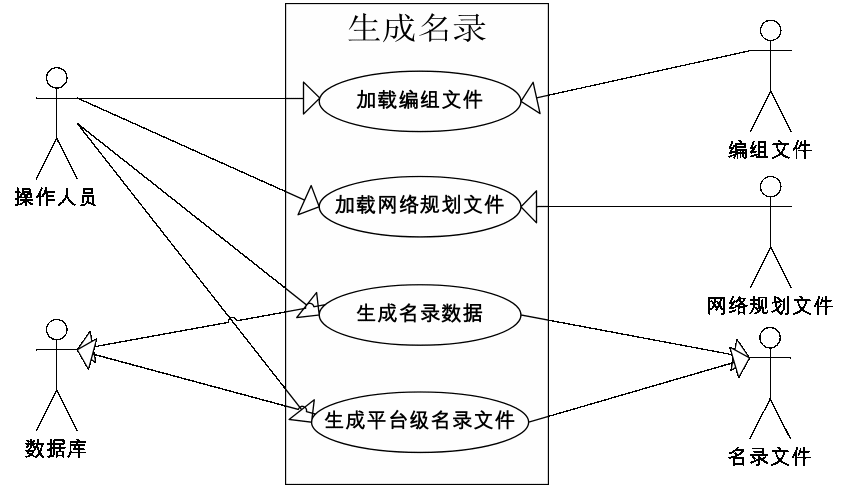 生成名录
加载编组文件
编组文件
操作人员
加载网络规划文件
网络规划文件
生成名录数据
数据库
生成平台级名录文件
名录文件